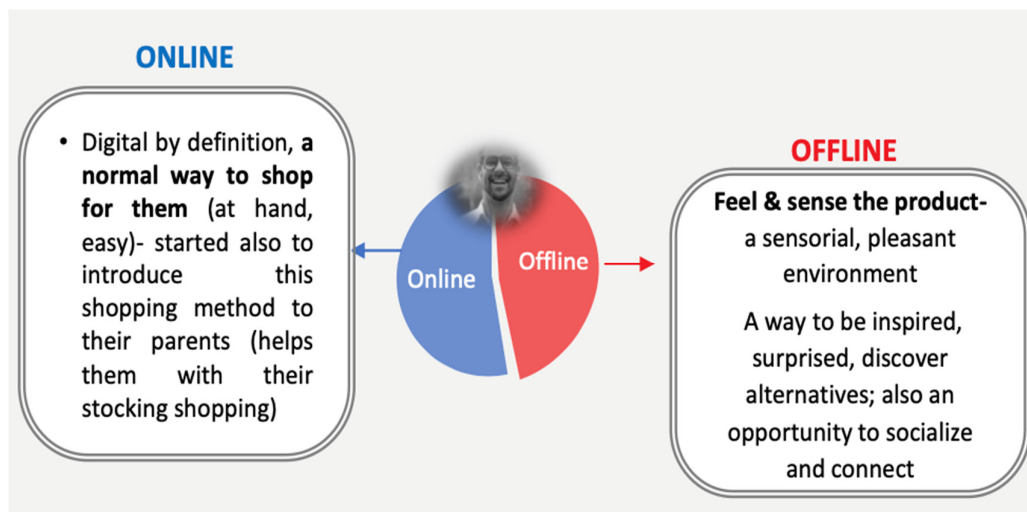 ONLINE
• Digital by definition, a
normal way to shop
for them (at hand,
easy)- started also to
introduce this
shopping method to
their parents (helps
them with their
stocking shopping)
Online
Offline
OFFLINE
Feel & sense the product-
a sensorial, pleasant
environment
A way to be inspired,
surprised, discover
alternatives; also an
opportunity to socialize
and connect